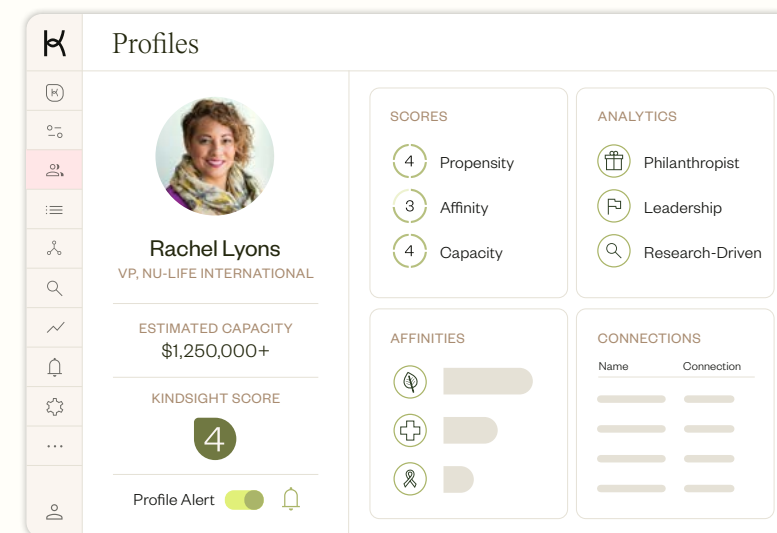 K
Profiles
Rachel Lyons
VP, NU-LIFE INTERNATIONAL
ESTIMATED CAPACITY
$1,250,000+
KINDSIGHT SCORE
4
Profile Alert
SCORES
4 Propensity
3 Affinity
4 Capacity
ANALYTICS
Philanthropist
Leadership
Research-Driven
AFFINITIES
CONNECTIONS
Name Connection